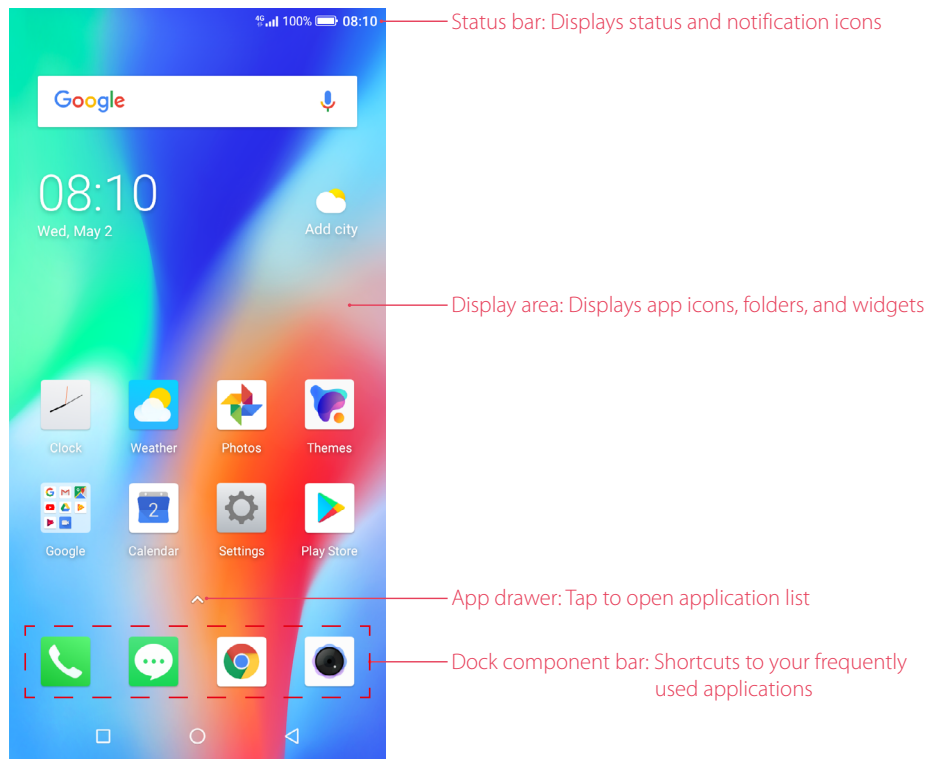 4G 100% 08:10
Status bar: Displays status and notification icons
Google
08:10
Wed, May 2
Add city
Display area: Displays app icons, folders, and widgets
Clock Weather Photos Themes
2
Google Calendar Settings Play Store
App drawer: Tap to open application list
Dock component bar: Shortcuts to your frequently
used applications